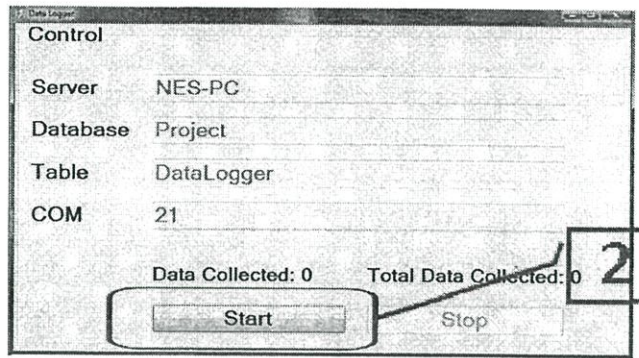 Data Logger
Control
Server NES-PC
Database Project
Table DataLogger
COM 21
Data Collected: 0 Total Data Collected: 0
2
Start Stop